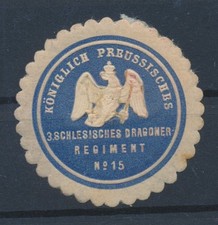 KÖNIGLICH PREUSSISCHES
3. SCHLESISCHES DRAGONER-
REGIMENT
No 15